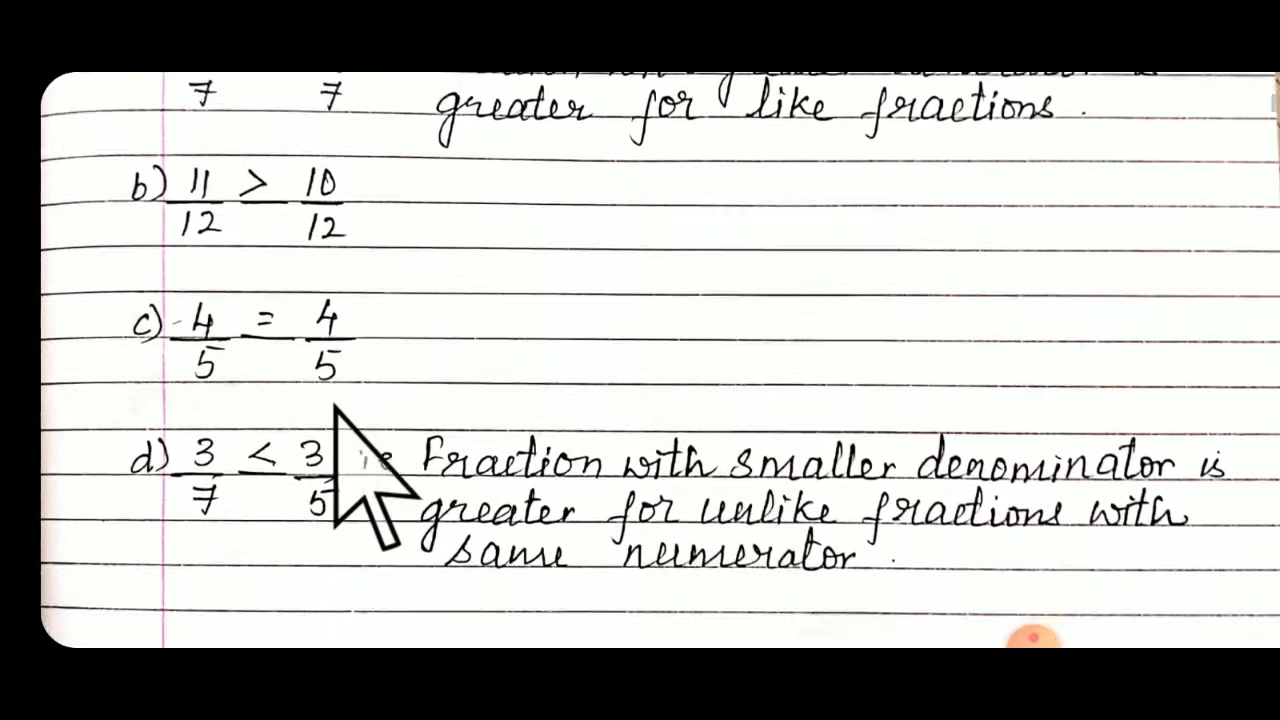 7 7 greater for like fractions.
b) 11/12 > 10/12
c) 4/5 = 4/5
d) 3/7 < 3/5 Fraction with smaller denominator is
greater for unlike fractions with
same numerator.